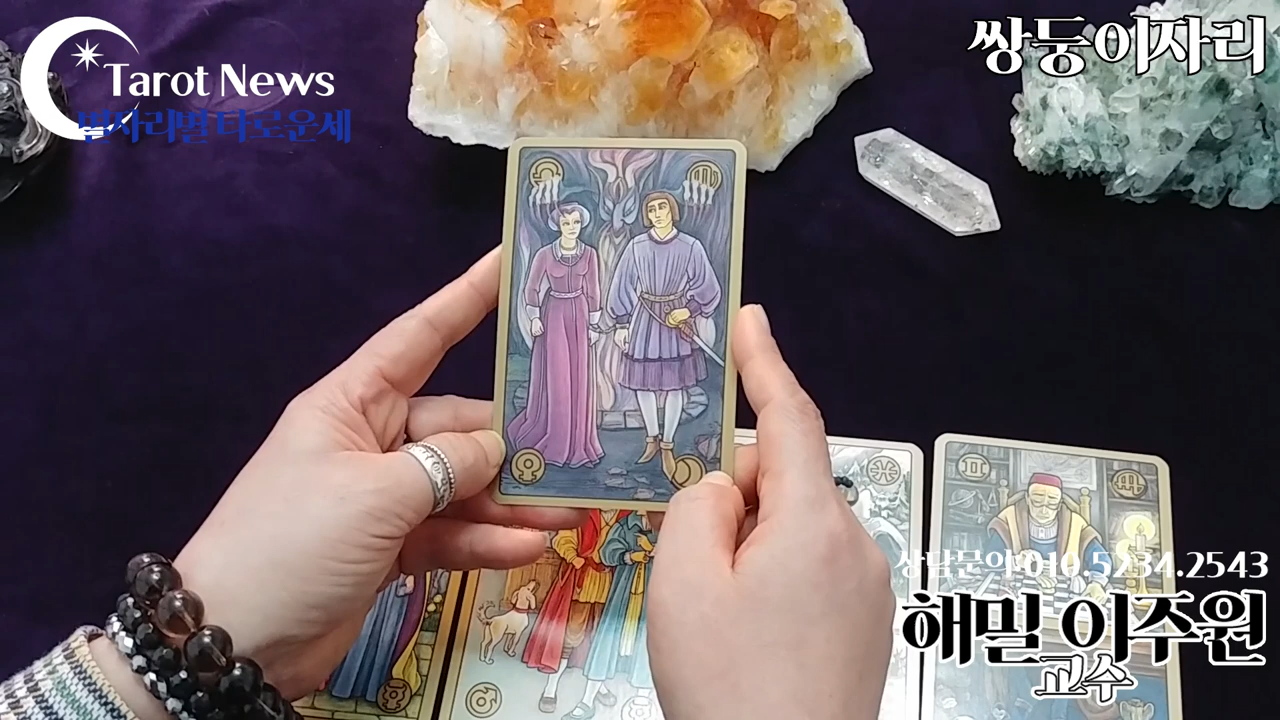 Tarot News
별자리별 타로운세
쌍둥이자리
상담문의 010.5234.2543
해밀 이주원
교수